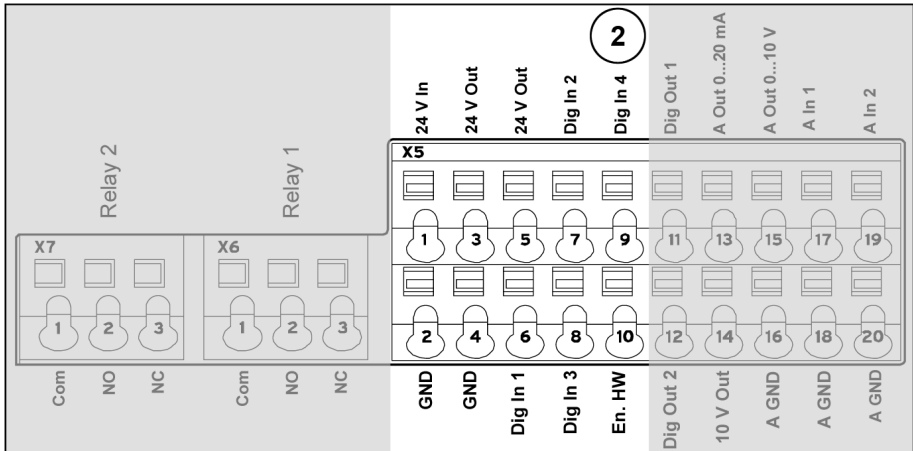 2
24 V In
24 V Out
24 V Out
Dig In 2
Dig In 4
Dig Out 1
A Out 0...20 mA
A Out 0...10 V
A In 1
A In 2
Relay 2
Relay 1
X5
1 3 5 7 9 11 13 15 17 19
X7
X6
1 2 3
1 2 3
2 4 6 8 10 12 14 16 18 20
Com
NO
NC
Com
NO
NC
GND
GND
Dig In 1
Dig In 3
En. HW
Dig Out 2
10 V Out
A GND
A GND
A GND